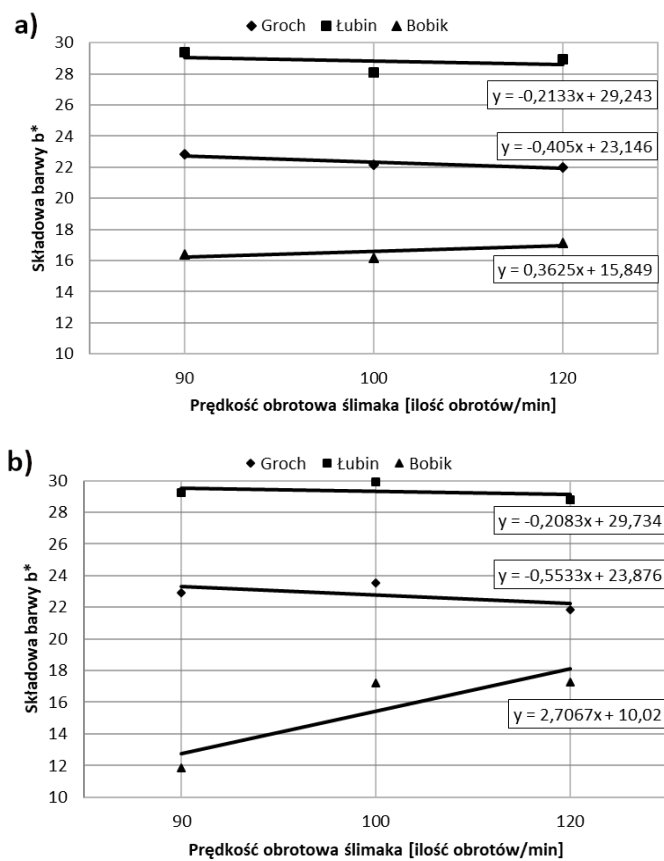 a)
Groch Łubin Bobik
30
28
26
24
22
20
18
16
14
12
10
Składowa barwy b*
y = -0,2133x + 29,243
y = -0,405x + 23,146
y = 0,3625x + 15,849
90 100 120
Prędkość obrotowa ślimaka [ilość obrotów/min]
b)
Groch Łubin Bobik
30
28
26
24
22
20
18
16
14
12
10
Składowa barwy b*
y = -0,2083x + 29,734
y = -0,5533x + 23,876
y = 2,7067x + 10,02
90 100 120
Prędkość obrotowa ślimaka [ilość obrotów/min]